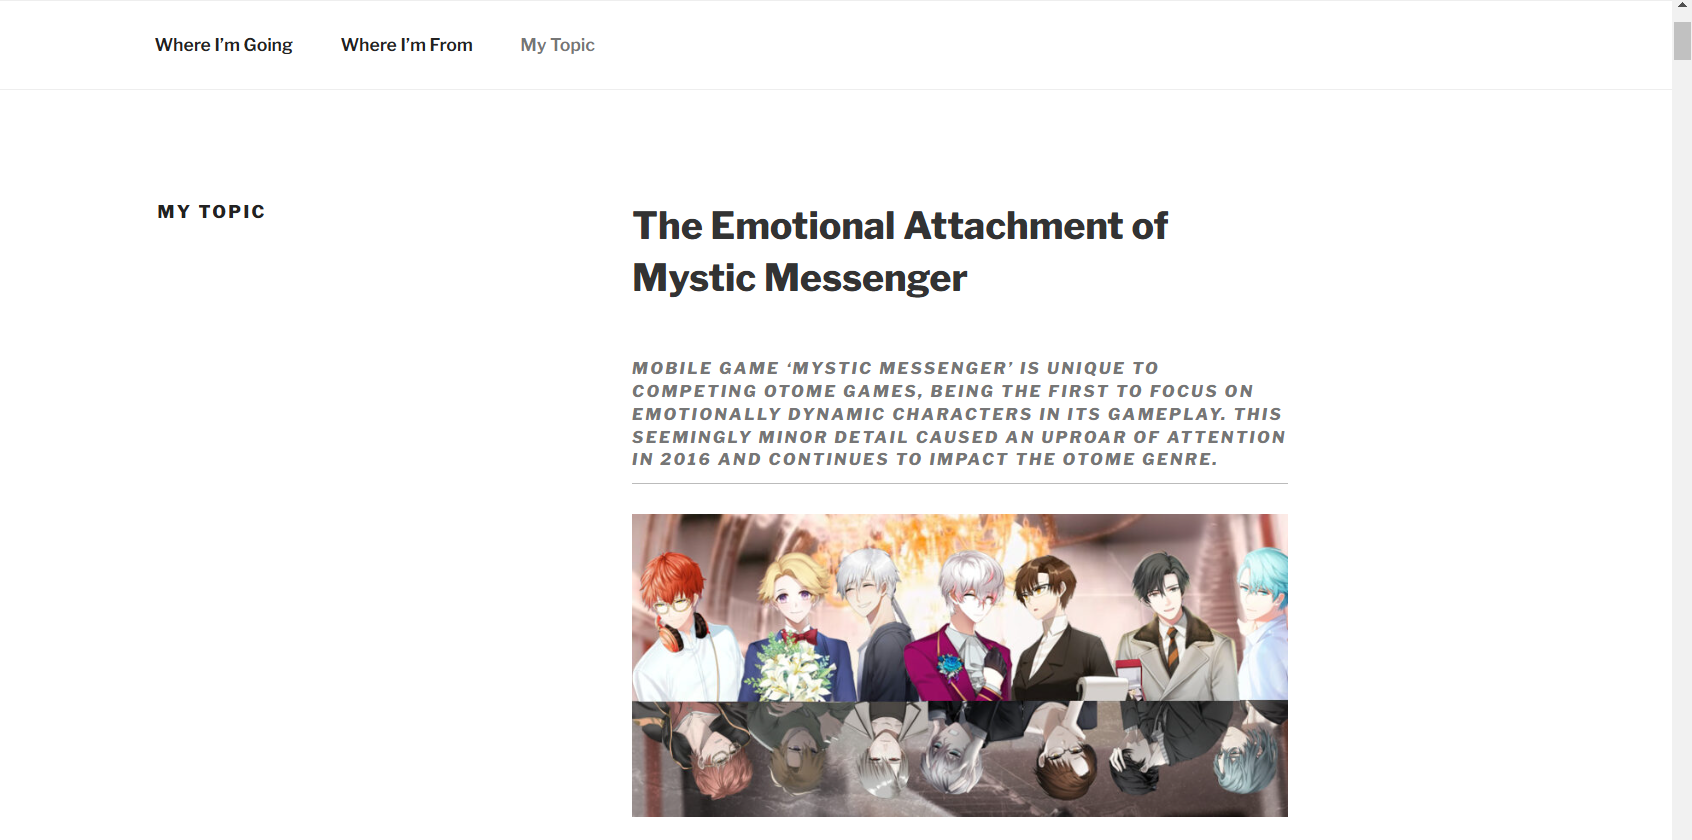 Where I’m Going
Where I’m From
My Topic
MY TOPIC
The Emotional Attachment of
Mystic Messenger
MOBILE GAME ‘MYSTIC MESSENGER’ IS UNIQUE TO
COMPETING OTOME GAMES, BEING THE FIRST TO FOCUS ON
EMOTIONALLY DYNAMIC CHARACTERS IN ITS GAMEPLAY. THIS
SEEMINGLY MINOR DETAIL CAUSED AN UPROAR OF ATTENTION
IN 2016 AND CONTINUES TO IMPACT THE OTOME GENRE.